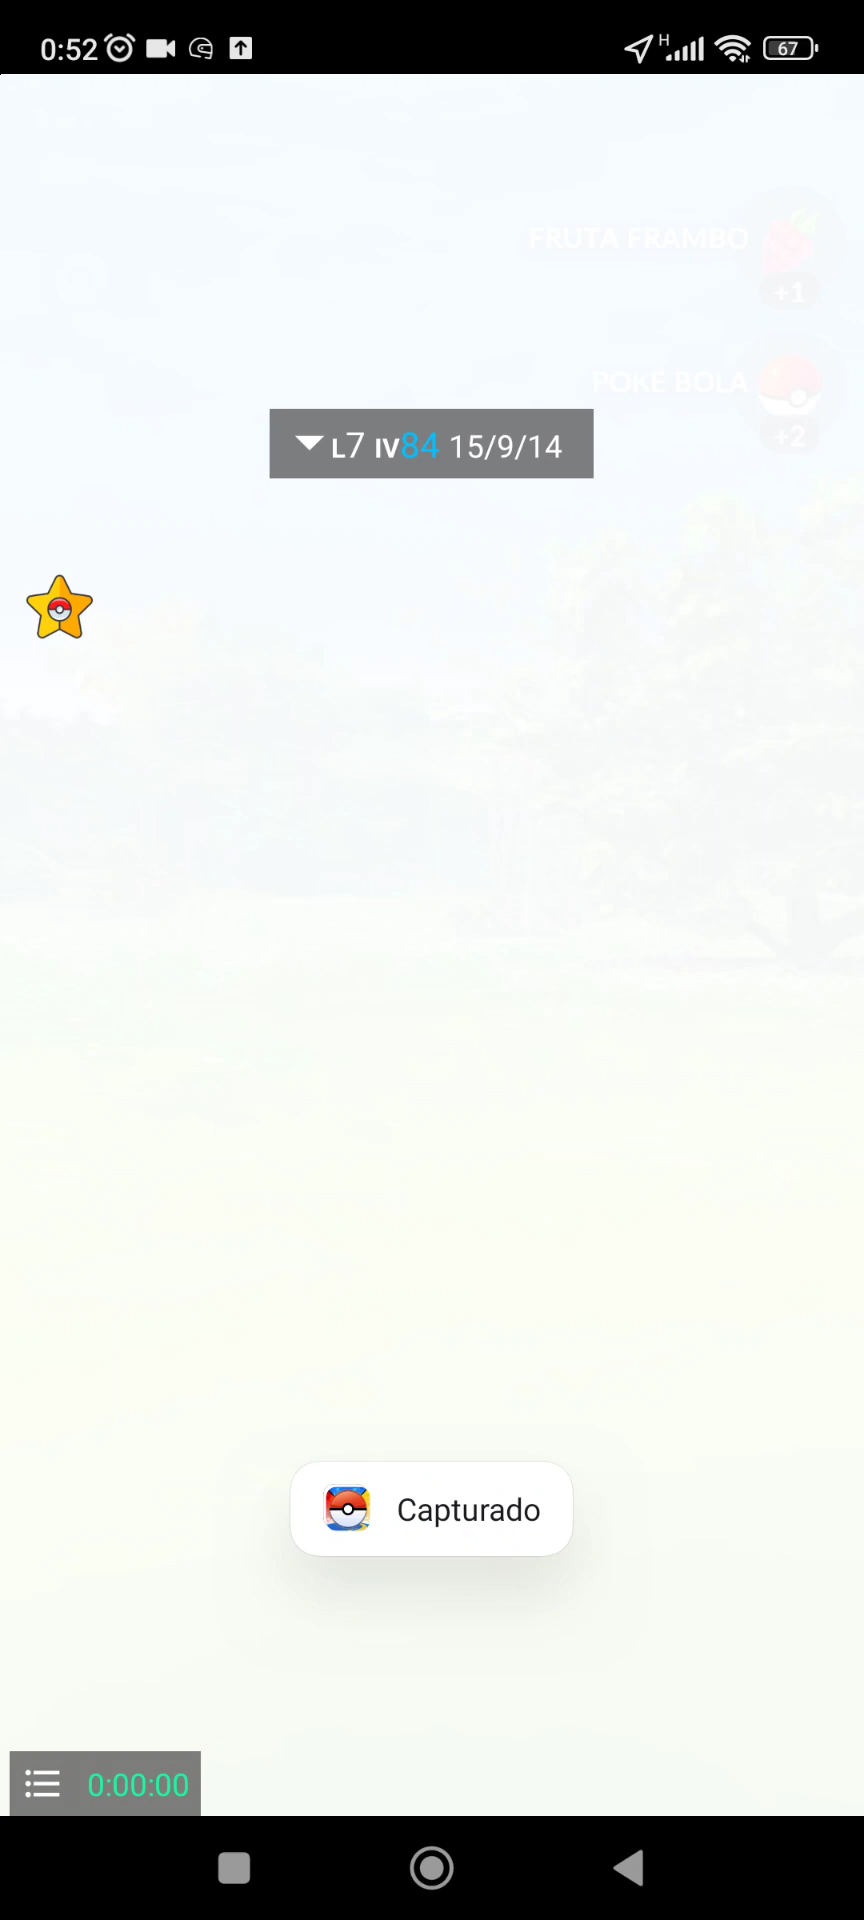 0:52
H
67
FRUTA FRAMBO
+1
POKÉ BOLA
+2
L7 IV84 15/9/14
Capturado
0:00:00